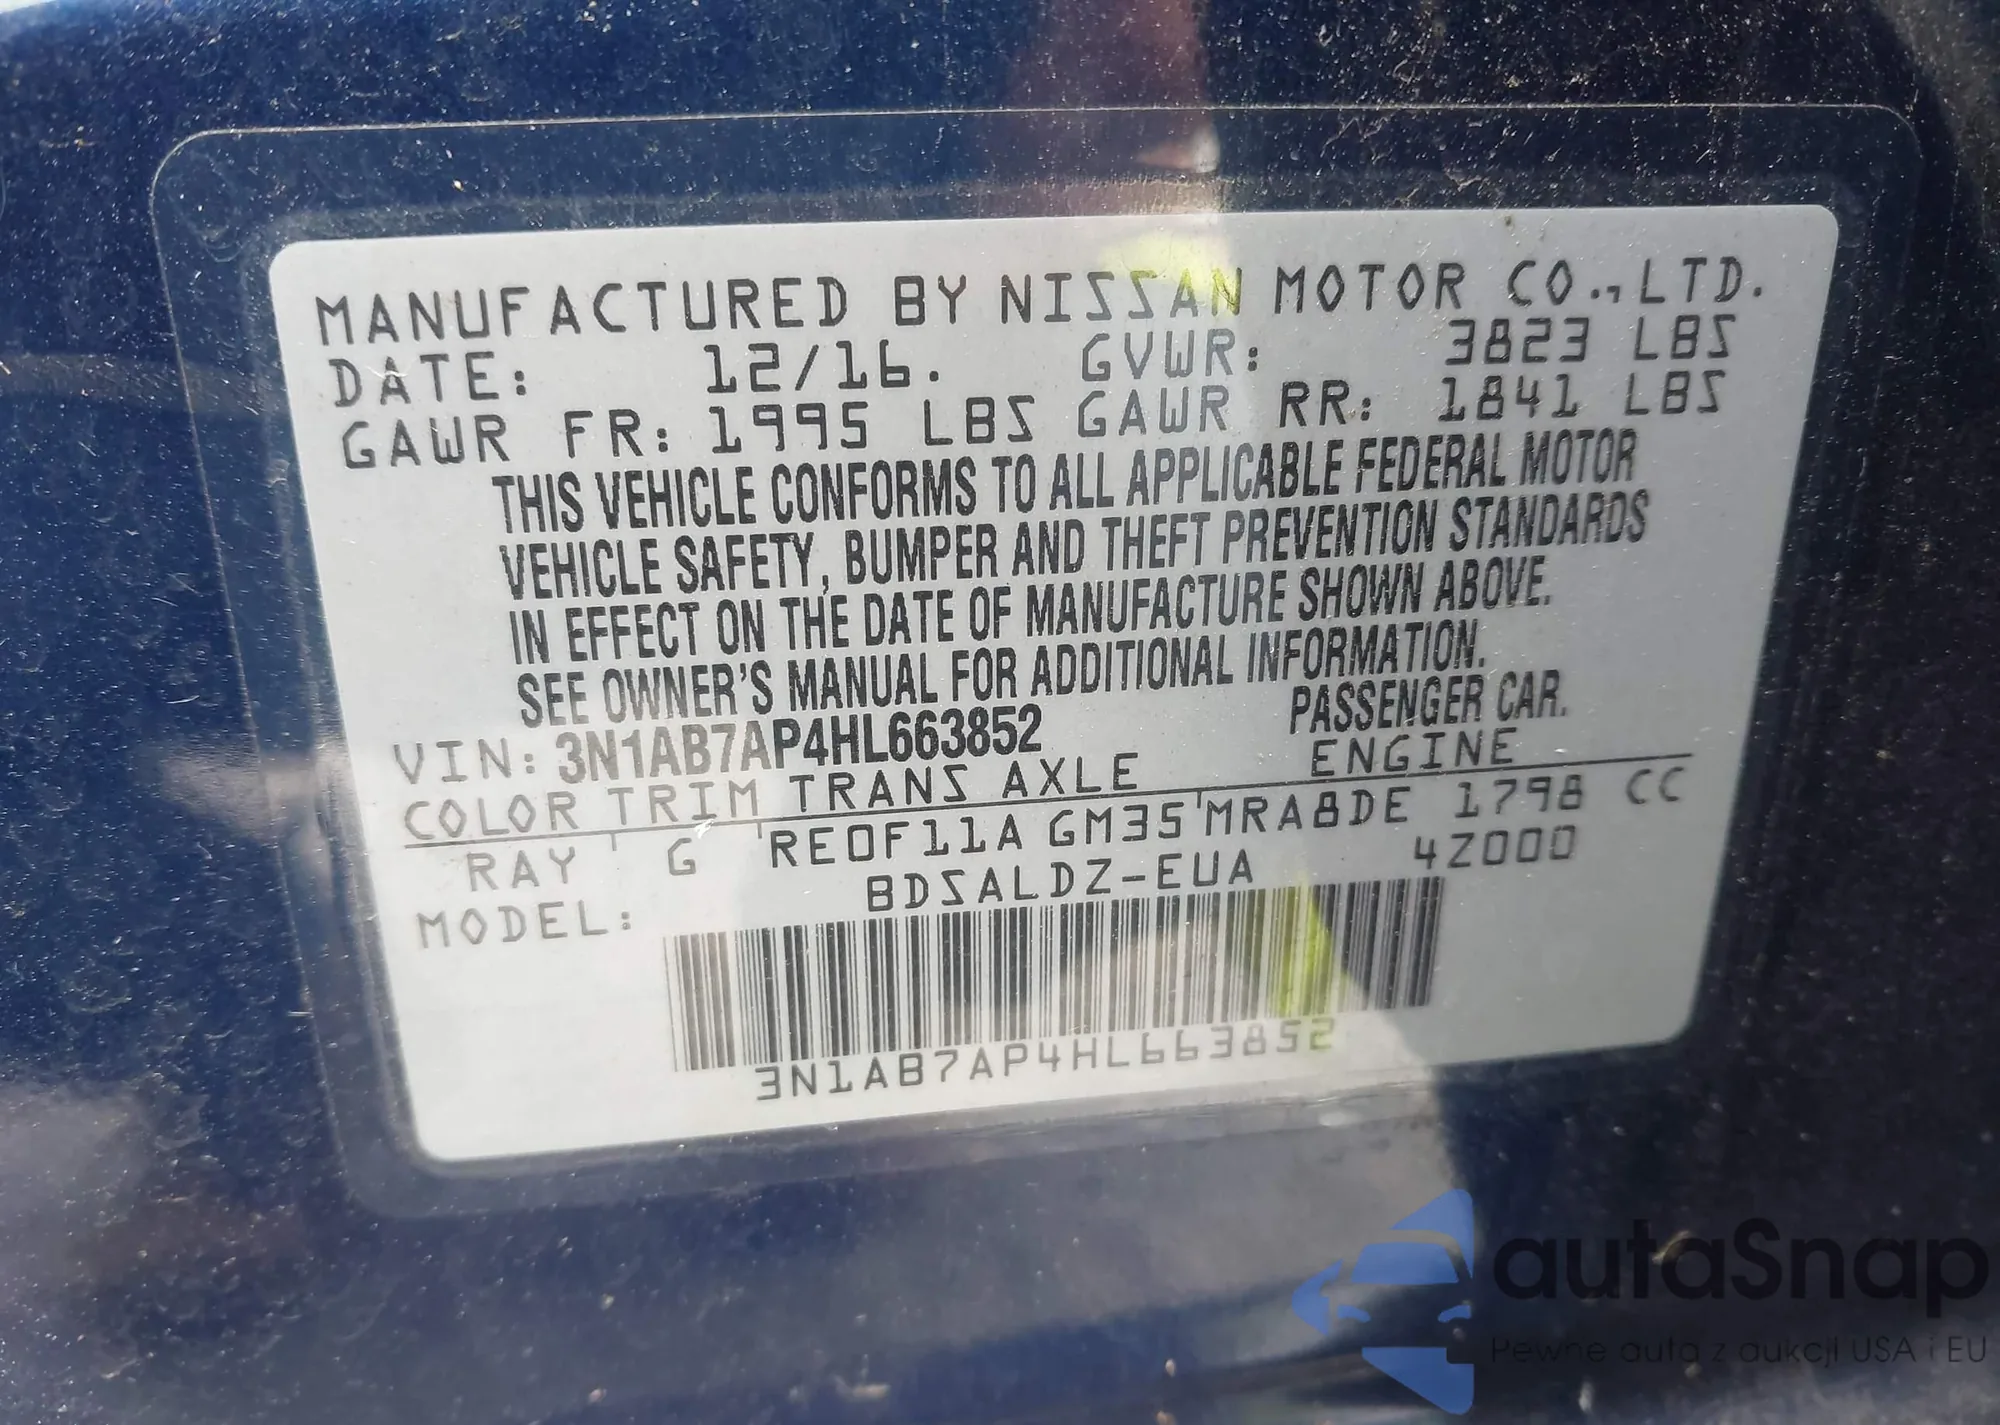 MANUFACTURED BY NISSAN MOTOR CO.,LTD.
DATE: 12/16. GVWR: 3823 LBS
GAWR FR: 1995 LBS GAWR RR: 1841 LBS
THIS VEHICLE CONFORMS TO ALL APPLICABLE FEDERAL MOTOR
VEHICLE SAFETY, BUMPER AND THEFT PREVENTION STANDARDS
IN EFFECT ON THE DATE OF MANUFACTURE SHOWN ABOVE.
SEE OWNER'S MANUAL FOR ADDITIONAL INFORMATION.
VIN: 3N1AB7AP4HL663852 PASSENGER CAR.
COLOR TRIM TRANS AXLE ENGINE
RAY G RE0F11A GM35 MRA8DE 1798 CC
MODEL: BDSALDZ-EUA 4Z000
3N1AB7AP4HL663852
autaSnap
Pewne auta z aukcji USA i EU